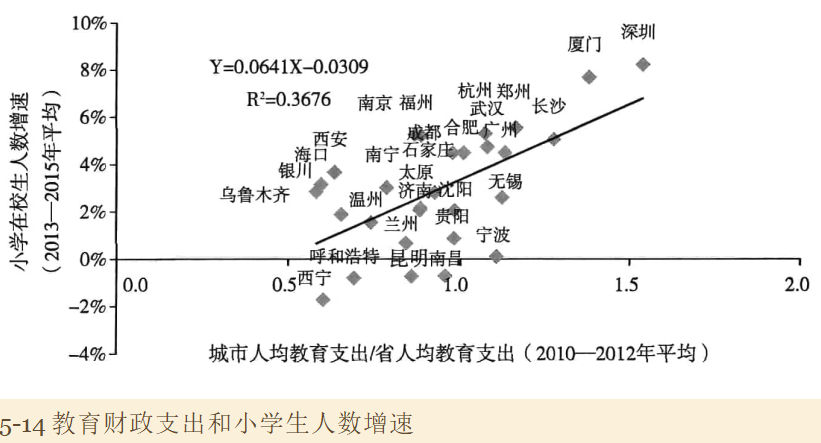 10%
8%
6%
4%
2%
0%
−2%
−4%
小学在校生人数增速
（2013—2015年平均）
Y=0.0641X−0.0309
R²=0.3676
深圳
厦门
杭州 郑州
南京 福州
武汉
长沙
成都 合肥 广州
西安
海口
南宁 石家庄
银川
太原
无锡
乌鲁木齐
温州
济南 沈阳
兰州
贵阳
宁波
呼和浩特
昆明 南昌
西宁
0.0 0.5 1.0 1.5 2.0
城市人均教育支出/省人均教育支出（2010—2012年平均）
5-14 教育财政支出和小学生人数增速